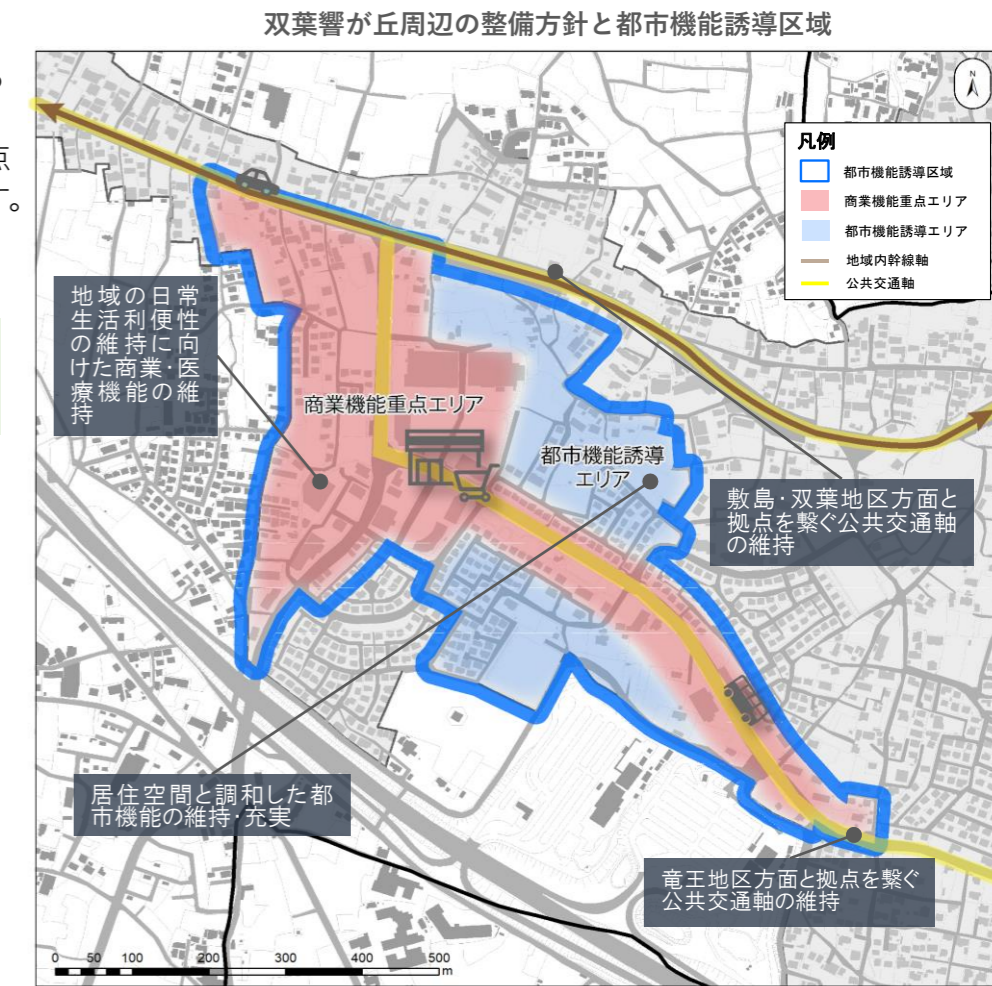 双葉響が丘周辺の整備方針と都市機能誘導区域
点
。
N
凡例
都市機能誘導区域
商業機能重点エリア
都市機能誘導エリア
地域内幹線軸
公共交通軸
地域の日常
生活利便性
の維持に向
けた商業・医
療機能の維
持
商業機能重点エリア
都市機能誘導
エリア
敷島・双葉地区方面と
拠点を繋ぐ公共交通軸
の維持
居住空間と調和した都
市機能の維持・充実
竜王地区方面と拠点を繋ぐ
公共交通軸の維持
0 50 100 200 300 400 500
m